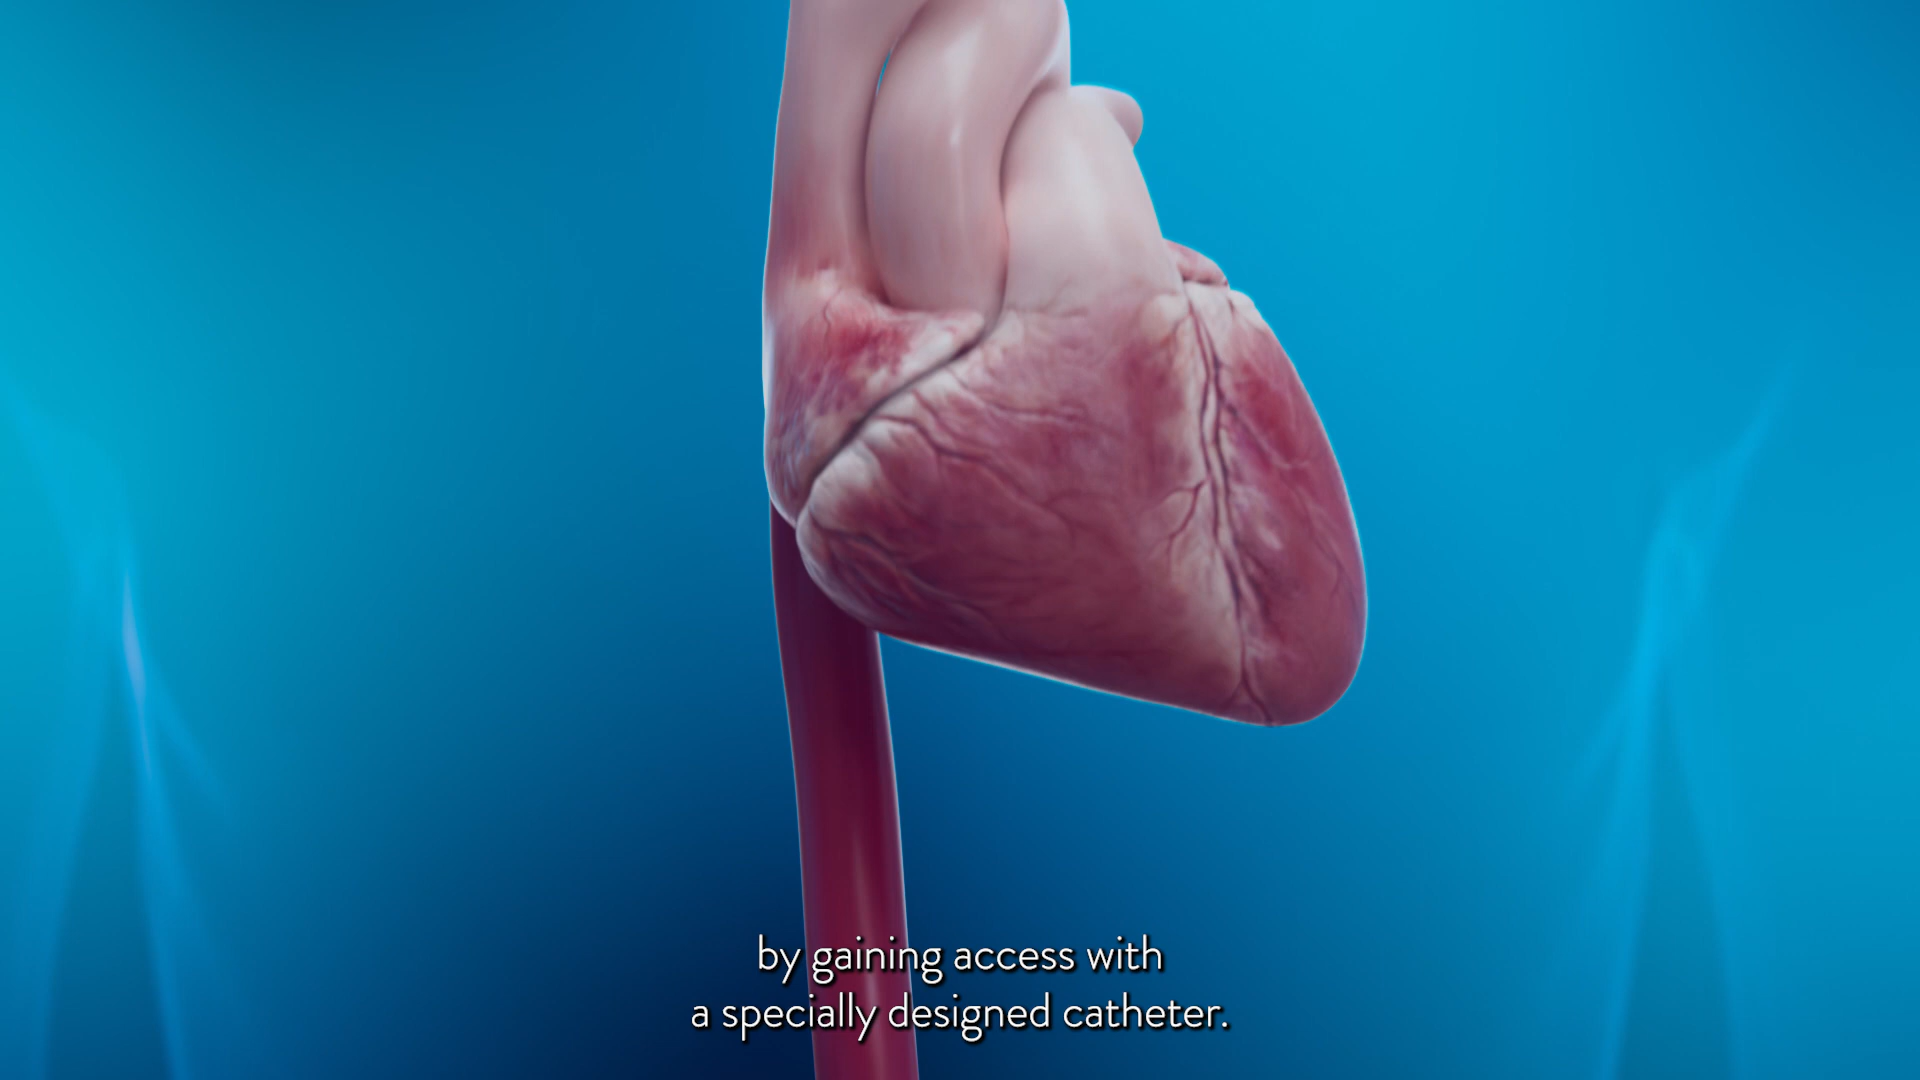 by gaining access with
a specially designed catheter.